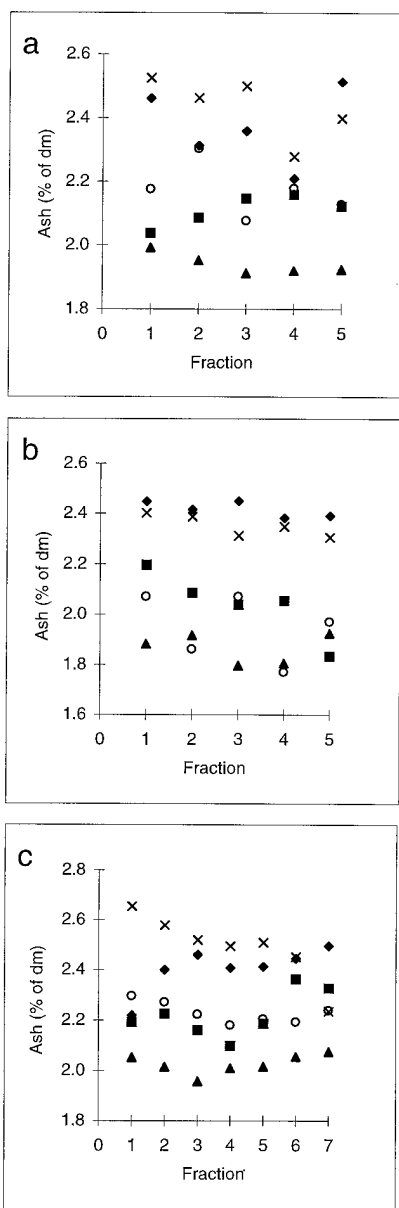 a
2.6
2.4
2.2
2.0
1.8
0 1 2 3 4 5
Ash (% of dm)
Fraction
b
2.6
2.4
2.2
2.0
1.8
1.6
0 1 2 3 4 5
Ash (% of dm)
Fraction
c
2.8
2.6
2.4
2.2
2.0
1.8
0 1 2 3 4 5 6 7
Ash (% of dm)
Fraction